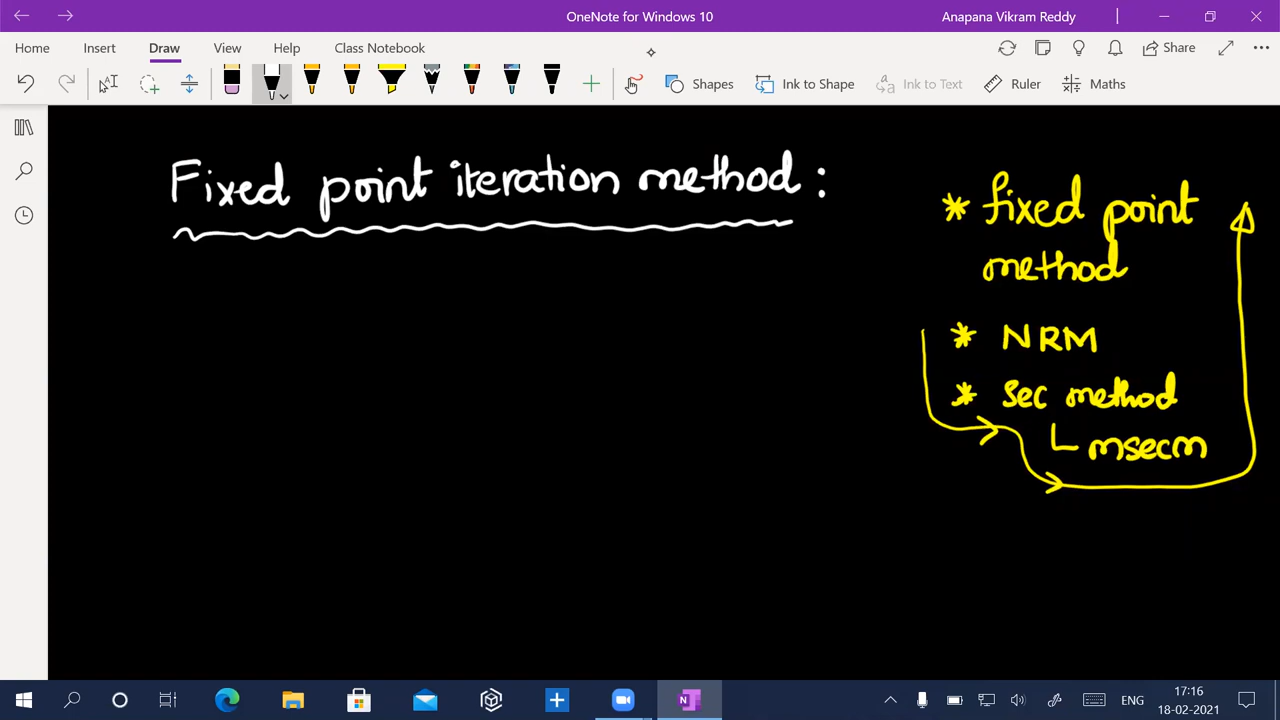 OneNote for Windows 10
Anapana Vikram Reddy
Home Insert Draw View Help Class Notebook
Share
Shapes Ink to Shape Ink to Text Ruler Maths
Fixed point iteration method :
* fixed point
method
* NRM
* Sec method
msecm
ENG
17:16
18-02-2021